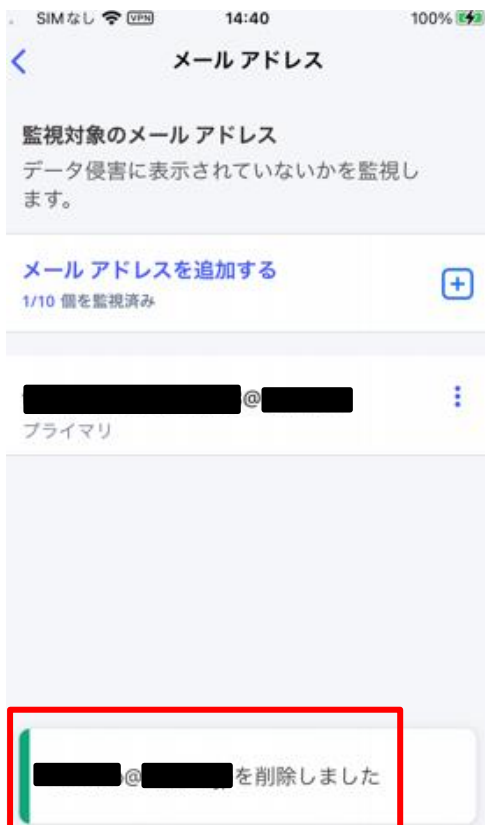 SIMなし VPN 14:40 100%
メール アドレス
監視対象のメール アドレス
データ侵害に表示されていないかを監視し
ます。
メール アドレスを追加する
1/10 個を監視済み
@
プライマリ
@ を削除しました